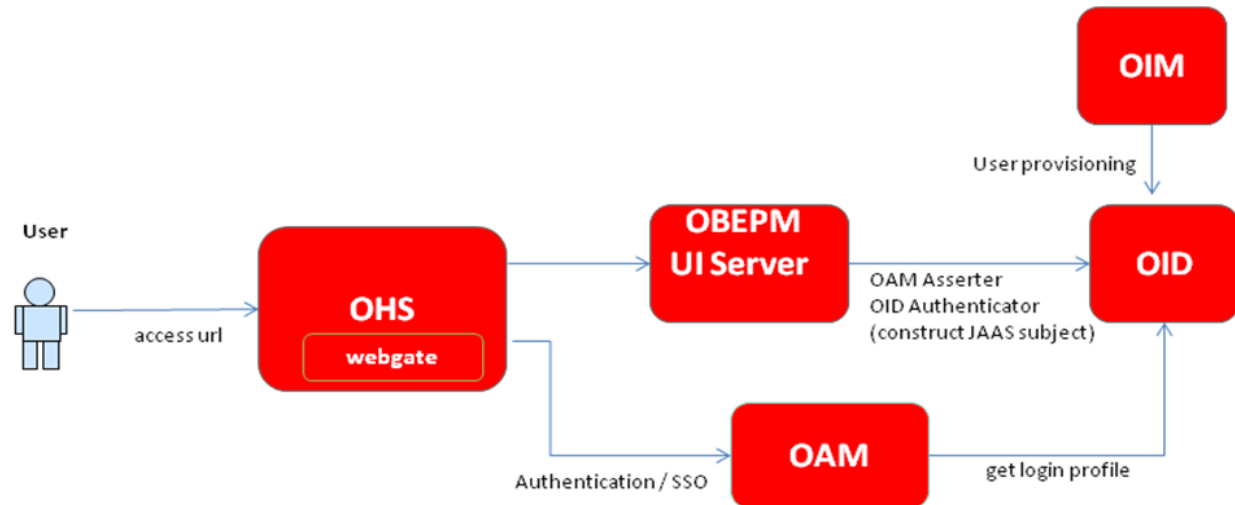 OIM
User provisioning
User
OBEPM
UI Server
OID
OAM Asserter
OID Authenticator
(construct JAAS subject)
OHS
webgate
access url
OAM
Authentication / SSO
get login profile